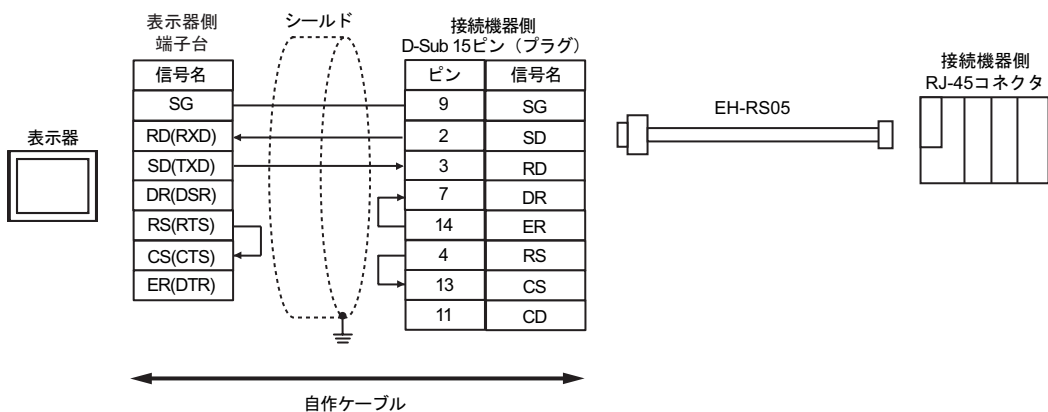 表示器側
端子台
シールド
接続機器側
D-Sub 15ピン（プラグ）
接続機器側
RJ-45コネクタ
EH-RS05
表示器
信号名
ピン 信号名
SG 9 SG
RD(RXD) 2 SD
SD(TXD) 3 RD
DR(DSR) 7 DR
RS(RTS) 14 ER
CS(CTS) 4 RS
ER(DTR) 13 CS
11 CD
自作ケーブル